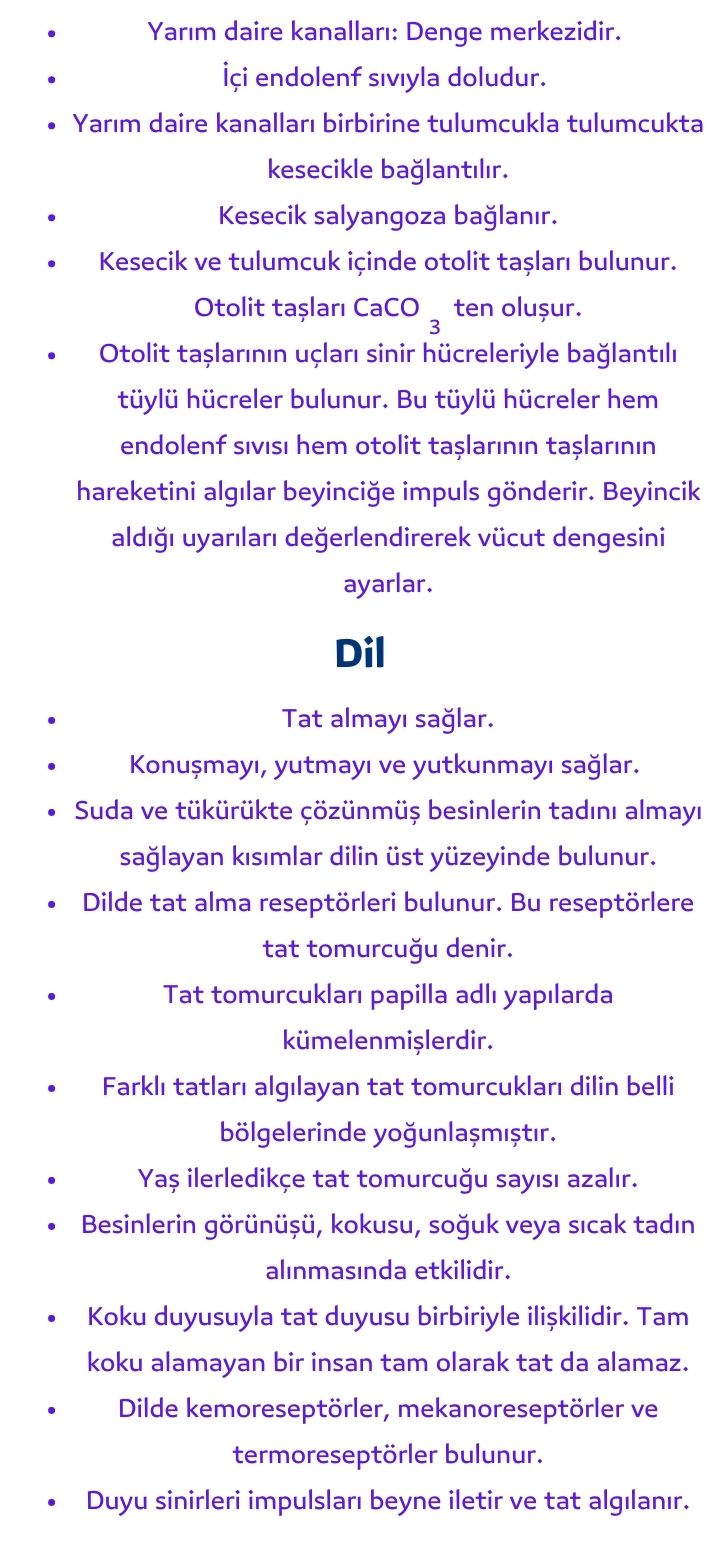 • Yarım daire kanalları: Denge merkezidir.
• İçi endolenf sıvıyla doludur.
• Yarım daire kanalları birbirine tulumcukla tulumcukta
kesecikle bağlantılır.
• Kesecik salyangoza bağlanır.
• Kesecik ve tulumcuk içinde otolit taşları bulunur.
Otolit taşları CaCO 3 ten oluşur.
• Otolit taşlarının uçları sinir hücreleriyle bağlantılı
tüylü hücreler bulunur. Bu tüylü hücreler hem
endolenf sıvısı hem otolit taşlarının taşlarının
hareketini algılar beyinciğe impuls gönderir. Beyincik
aldığı uyarıları değerlendirerek vücut dengesini
ayarlar.
Dil
• Tat almayı sağlar.
• Konuşmayı, yutmayı ve yutkunmayı sağlar.
• Suda ve tükürükte çözünmüş besinlerin tadını almayı
sağlayan kısımlar dilin üst yüzeyinde bulunur.
• Dilde tat alma reseptörleri bulunur. Bu reseptörlere
tat tomurcuğu denir.
• Tat tomurcukları papilla adlı yapılarda
kümelenmişlerdir.
• Farklı tatları algılayan tat tomurcukları dilin belli
bölgelerinde yoğunlaşmıştır.
• Yaş ilerledikçe tat tomurcuğu sayısı azalır.
• Besinlerin görünüşü, kokusu, soğuk veya sıcak tadın
alınmasında etkilidir.
• Koku duyusuyla tat duyusu birbiriyle ilişkilidir. Tam
koku alamayan bir insan tam olarak tat da alamaz.
• Dilde kemoreseptörler, mekanoreseptörler ve
termoreseptörler bulunur.
• Duyu sinirleri impulsları beyne iletir ve tat algılanır.